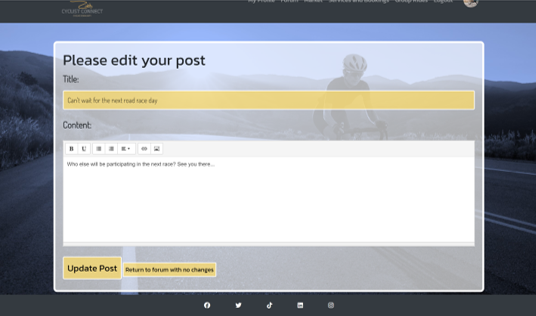 CYCLIST CONNECT
My Profile Forum Market Services and Bookings Group Rides Logout
Please edit your post
Title:
Can't wait for the next road race day
Content:
B U
Who else will be participating in the next race? See you there...
Update Post Return to forum with no changes